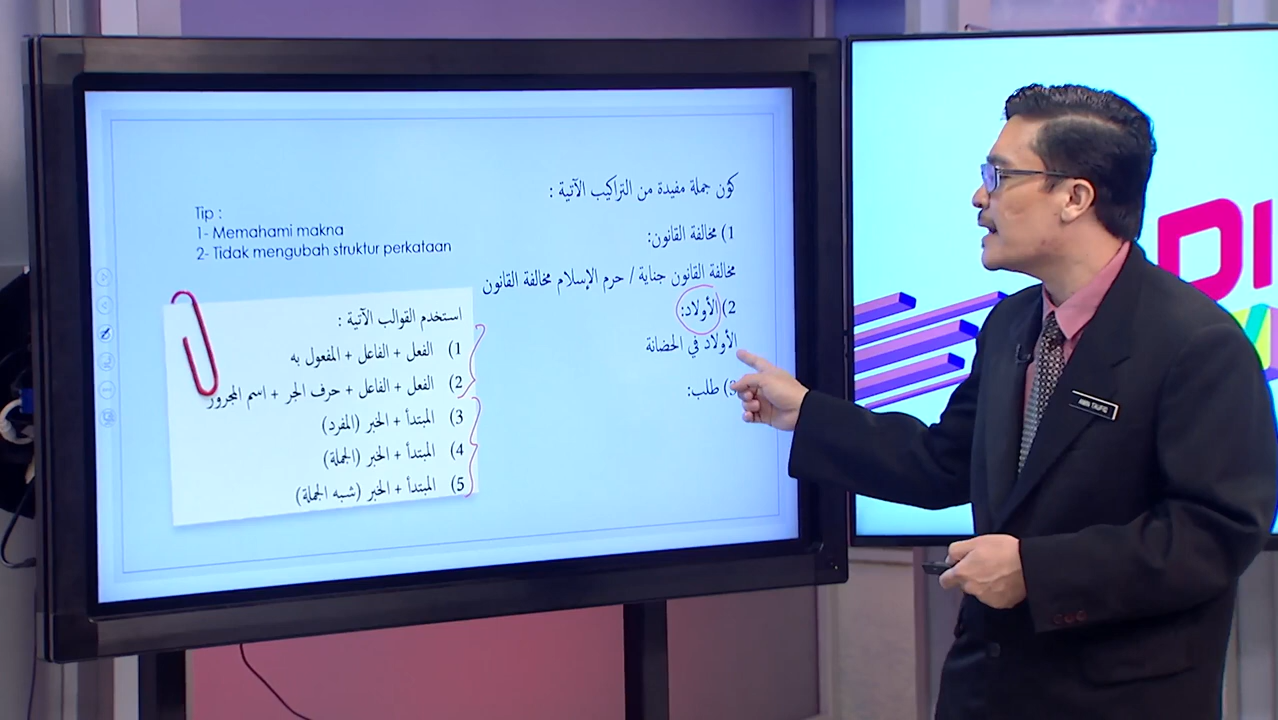 كون جملة مفيدة من التراكيب الآتية :
1) مخالفة القانون:
مخالفة القانون جناية / حرم الإسلام مخالفة القانون
2) الأولاد:
الأولاد في الحضانة
3) طلب:
Tip :
1- Memahami makna
2- Tidak mengubah struktur perkataan
استخدم القوالب الآتية :
1) الفعل + الفاعل + المفعول به
2) الفعل + الفاعل + حرف الجر + اسم المجرور
3) المبتدأ + الخبر (المفرد)
4) المبتدأ + الخبر (الجملة)
5) المبتدأ + الخبر (شبه الجملة)
DI
AMIN TAUFIQ